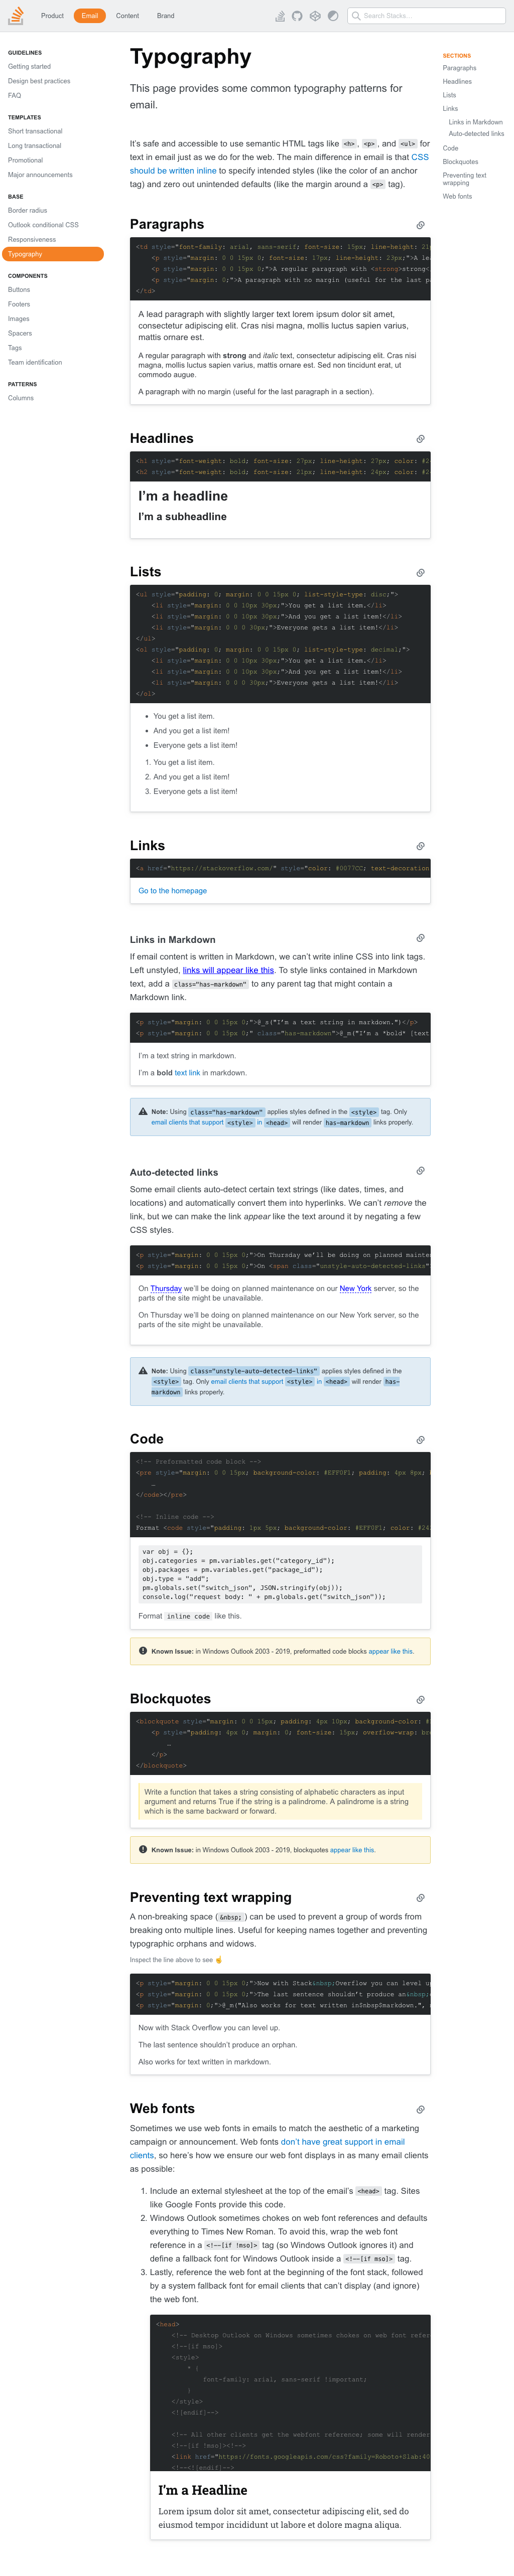 Product Email Content Brand Search Stacks…
GUIDELINES
Getting started
Design best practices
FAQ
TEMPLATES
Short transactional
Long transactional
Promotional
Major announcements
BASE
Border radius
Outlook conditional CSS
Responsiveness
Typography
COMPONENTS
Buttons
Footers
Images
Spacers
Tags
Team identification
PATTERNS
Columns
SECTIONS
Paragraphs
Headlines
Lists
Links
Links in Markdown
Auto-detected links
Code
Blockquotes
Preventing text
wrapping
Web fonts
Typography
This page provides some common typography patterns for
email.
It’s safe and accessible to use semantic HTML tags like <h>, <p>, and <ul> for
text in email just as we do for the web. The main difference in email is that CSS
should be written inline to specify intended styles (like the color of an anchor
tag) and zero out unintended defaults (like the margin around a <p> tag).
Paragraphs
<td style="font-family: arial, sans-serif; font-size: 15px; line-height: 21p
<p style="margin: 0 0 15px 0; font-size: 17px; line-height: 23px;">A lea
<p style="margin: 0 0 15px 0;">A regular paragraph with <strong>strong<
<p style="margin: 0;">A paragraph with no margin (useful for the last pa
</td>
A lead paragraph with slightly larger text lorem ipsum dolor sit amet,
consectetur adipiscing elit. Cras nisi magna, mollis luctus sapien varius,
mattis ornare est.
A regular paragraph with strong and italic text, consectetur adipiscing elit. Cras nisi
magna, mollis luctus sapien varius, mattis ornare est. Sed non tincidunt erat, ut
commodo augue.
A paragraph with no margin (useful for the last paragraph in a section).
Headlines
<h1 style="font-weight: bold; font-size: 27px; line-height: 27px; color: #2
<h2 style="font-weight: bold; font-size: 21px; line-height: 24px; color: #2
I’m a headline
I’m a subheadline
Lists
<ul style="padding: 0; margin: 0 0 15px 0; list-style-type: disc;">
<li style="margin: 0 0 10px 30px;">You get a list item.</li>
<li style="margin: 0 0 10px 30px;">And you get a list item!</li>
<li style="margin: 0 0 0 30px;">Everyone gets a list item!</li>
</ul>
<ol style="padding: 0; margin: 0 0 15px 0; list-style-type: decimal;">
<li style="margin: 0 0 10px 30px;">You get a list item.</li>
<li style="margin: 0 0 10px 30px;">And you get a list item!</li>
<li style="margin: 0 0 0 30px;">Everyone gets a list item!</li>
</ol>
• You get a list item.
• And you get a list item!
• Everyone gets a list item!
1. You get a list item.
2. And you get a list item!
3. Everyone gets a list item!
Links
<a href="https://stackoverflow.com/" style="color: #0077CC; text-decoration
Go to the homepage
Links in Markdown
If email content is written in Markdown, we can’t write inline CSS into link tags.
Left unstyled, links will appear like this. To style links contained in Markdown
text, add a class="has-markdown" to any parent tag that might contain a
Markdown link.
<p style="margin: 0 0 15px 0;">@_s("I’m a text string in markdown.")</p>
<p style="margin: 0 0 15px 0;" class="has-markdown">@_m("I’m a *bold* [text
I’m a text string in markdown.
I’m a bold text link in markdown.
Note: Using class="has-markdown" applies styles defined in the <style> tag. Only
email clients that support <style> in <head> will render has-markdown links properly.
Auto-detected links
Some email clients auto-detect certain text strings (like dates, times, and
locations) and automatically convert them into hyperlinks. We can’t remove the
link, but we can make the link appear like the text around it by negating a few
CSS styles.
<p style="margin: 0 0 15px 0;">On Thursday we’ll be doing on planned mainten
<p style="margin: 0 0 15px 0;">On <span class="unstyle-auto-detected-links"
On Thursday we’ll be doing on planned maintenance on our New York server, so the
parts of the site might be unavailable.
On Thursday we’ll be doing on planned maintenance on our New York server, so the
parts of the site might be unavailable.
Note: Using class="unstyle-auto-detected-links" applies styles defined in the
<style> tag. Only email clients that support <style> in <head> will render has-
markdown links properly.
Code
<!-- Preformatted code block -->
<pre style="margin: 0 0 15px; background-color: #EFF0F1; padding: 4px 8px;
…
</code></pre>
<!-- Inline code -->
Format <code style="padding: 1px 5px; background-color: #EFF0F1; color: #24
var obj = {};
obj.categories = pm.variables.get("category_id");
obj.packages = pm.variables.get("package_id");
obj.type = "add";
pm.globals.set("switch_json", JSON.stringify(obj));
console.log("request body: " + pm.globals.get("switch_json"));
Format inline code like this.
Known Issue: in Windows Outlook 2003 - 2019, preformatted code blocks appear like this.
Blockquotes
<blockquote style="margin: 0 0 15px; padding: 4px 10px; background-color: #
<p style="padding: 4px 0; margin: 0; font-size: 15px; overflow-wrap: br
…
</p>
</blockquote>
Write a function that takes a string consisting of alphabetic characters as input
argument and returns True if the string is a palindrome. A palindrome is a string
which is the same backward or forward.
Known Issue: in Windows Outlook 2003 - 2019, blockquotes appear like this.
Preventing text wrapping
A non-breaking space (&nbsp;) can be used to prevent a group of words from
breaking onto multiple lines. Useful for keeping names together and preventing
typographic orphans and widows.
Inspect the line above to see ☝️
<p style="margin: 0 0 15px 0;">Now with Stack&nbsp;Overflow you can level up
<p style="margin: 0 0 15px 0;">The last sentence shouldn’t produce an&nbsp;
<p style="margin: 0;">@_m("Also works for text written in$nbsp$markdown.",
Now with Stack Overflow you can level up.
The last sentence shouldn’t produce an orphan.
Also works for text written in markdown.
Web fonts
Sometimes we use web fonts in emails to match the aesthetic of a marketing
campaign or announcement. Web fonts don’t have great support in email
clients, so here’s how we ensure our web font displays in as many email clients
as possible:
1. Include an external stylesheet at the top of the email’s <head> tag. Sites
like Google Fonts provide this code.
2. Windows Outlook sometimes chokes on web font references and defaults
everything to Times New Roman. To avoid this, wrap the web font
reference in a <!--[if !mso]> tag (so Windows Outlook ignores it) and
define a fallback font for Windows Outlook inside a <!--[if mso]> tag.
3. Lastly, reference the web font at the beginning of the font stack, followed
by a system fallback font for email clients that can’t display (and ignore)
the web font.
<head>
<!-- Desktop Outlook on Windows sometimes chokes on web font refer
<!--[if mso]>
<style>
* {
font-family: arial, sans-serif !important;
}
</style>
<![endif]-->
<!-- All other clients get the webfont reference; some will render
<!--[if !mso]><!-->
<link href="https://fonts.googleapis.com/css?family=Roboto+Slab:40
<!--<![endif]-->
I’m a Headline
Lorem ipsum dolor sit amet, consectetur adipiscing elit, sed do
eiusmod tempor incididunt ut labore et dolore magna aliqua.